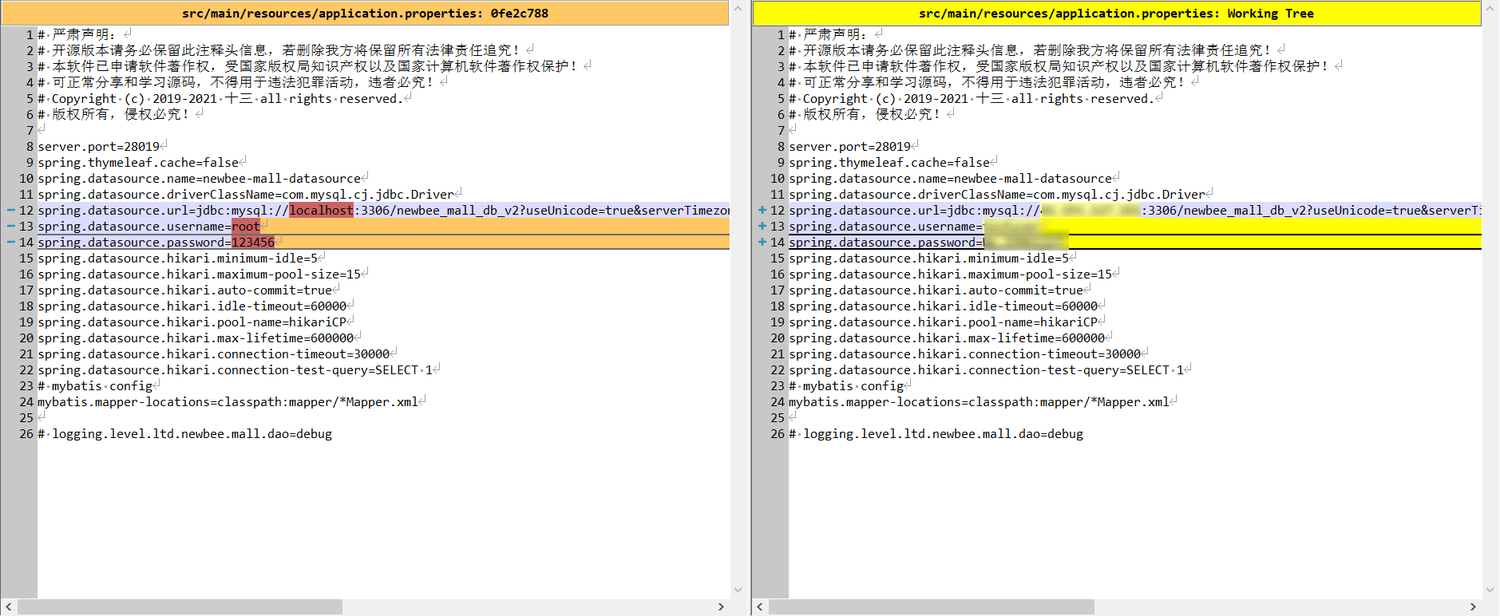 src/main/resources/application.properties: 0fe2c788
1 # 严肃声明：
2 # 开源版本请务必保留此注释头信息，若删除我方将保留所有法律责任追究！
3 # 本软件已申请软件著作权，受国家版权局知识产权以及国家计算机软件著作权保护！
4 # 可正常分享和学习源码，不得用于违法犯罪活动，违者必究！
5 # Copyright (c) 2019-2021 十三 all rights reserved.
6 # 版权所有，侵权必究！
7
8 server.port=28019
9 spring.thymeleaf.cache=false
10 spring.datasource.name=newbee-mall-datasource
11 spring.datasource.driverClassName=com.mysql.cj.jdbc.Driver
12 spring.datasource.url=jdbc:mysql://localhost:3306/newbee_mall_db_v2?useUnicode=true&serverTimezon
13 spring.datasource.username=root
14 spring.datasource.password=123456
15 spring.datasource.hikari.minimum-idle=5
16 spring.datasource.hikari.maximum-pool-size=15
17 spring.datasource.hikari.auto-commit=true
18 spring.datasource.hikari.idle-timeout=60000
19 spring.datasource.hikari.pool-name=hikariCP
20 spring.datasource.hikari.max-lifetime=600000
21 spring.datasource.hikari.connection-timeout=30000
22 spring.datasource.hikari.connection-test-query=SELECT 1
23 # mybatis config
24 mybatis.mapper-locations=classpath:mapper/*Mapper.xml
25
26 # logging.level.ltd.newbee.mall.dao=debug
src/main/resources/application.properties: Working Tree
1 # 严肃声明：
2 # 开源版本请务必保留此注释头信息，若删除我方将保留所有法律责任追究！
3 # 本软件已申请软件著作权，受国家版权局知识产权以及国家计算机软件著作权保护！
4 # 可正常分享和学习源码，不得用于违法犯罪活动，违者必究！
5 # Copyright (c) 2019-2021 十三 all rights reserved.
6 # 版权所有，侵权必究！
7
8 server.port=28019
9 spring.thymeleaf.cache=false
10 spring.datasource.name=newbee-mall-datasource
11 spring.datasource.driverClassName=com.mysql.cj.jdbc.Driver
12 spring.datasource.url=jdbc:mysql:// :3306/newbee_mall_db_v2?useUnicode=true&serverTi
13 spring.datasource.username=
14 spring.datasource.password=
15 spring.datasource.hikari.minimum-idle=5
16 spring.datasource.hikari.maximum-pool-size=15
17 spring.datasource.hikari.auto-commit=true
18 spring.datasource.hikari.idle-timeout=60000
19 spring.datasource.hikari.pool-name=hikariCP
20 spring.datasource.hikari.max-lifetime=600000
21 spring.datasource.hikari.connection-timeout=30000
22 spring.datasource.hikari.connection-test-query=SELECT 1
23 # mybatis config
24 mybatis.mapper-locations=classpath:mapper/*Mapper.xml
25
26 # logging.level.ltd.newbee.mall.dao=debug